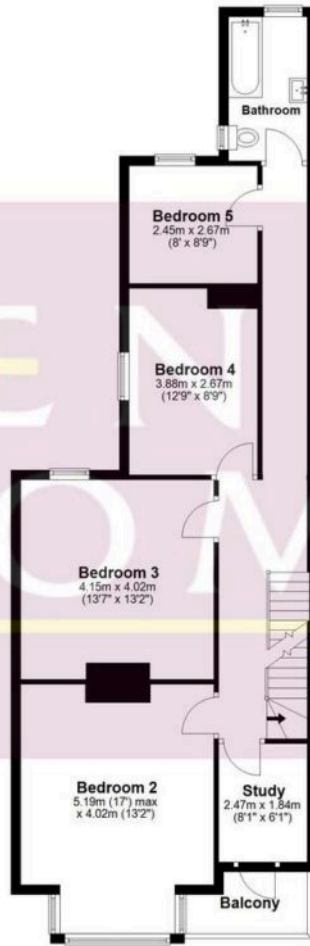 Bathroom
Bedroom 5
2.45m x 2.67m
(8' x 8'9")
EN
Bedroom 4
3.88m x 2.67m
(12'9" x 8'9")
OM
Bedroom 3
4.15m x 4.02m
(13'7" x 13'2")
Bedroom 2
5.19m (17') max
x 4.02m (13'2")
Study
2.47m x 1.84m
(8'1" x 6'1")
Balcony